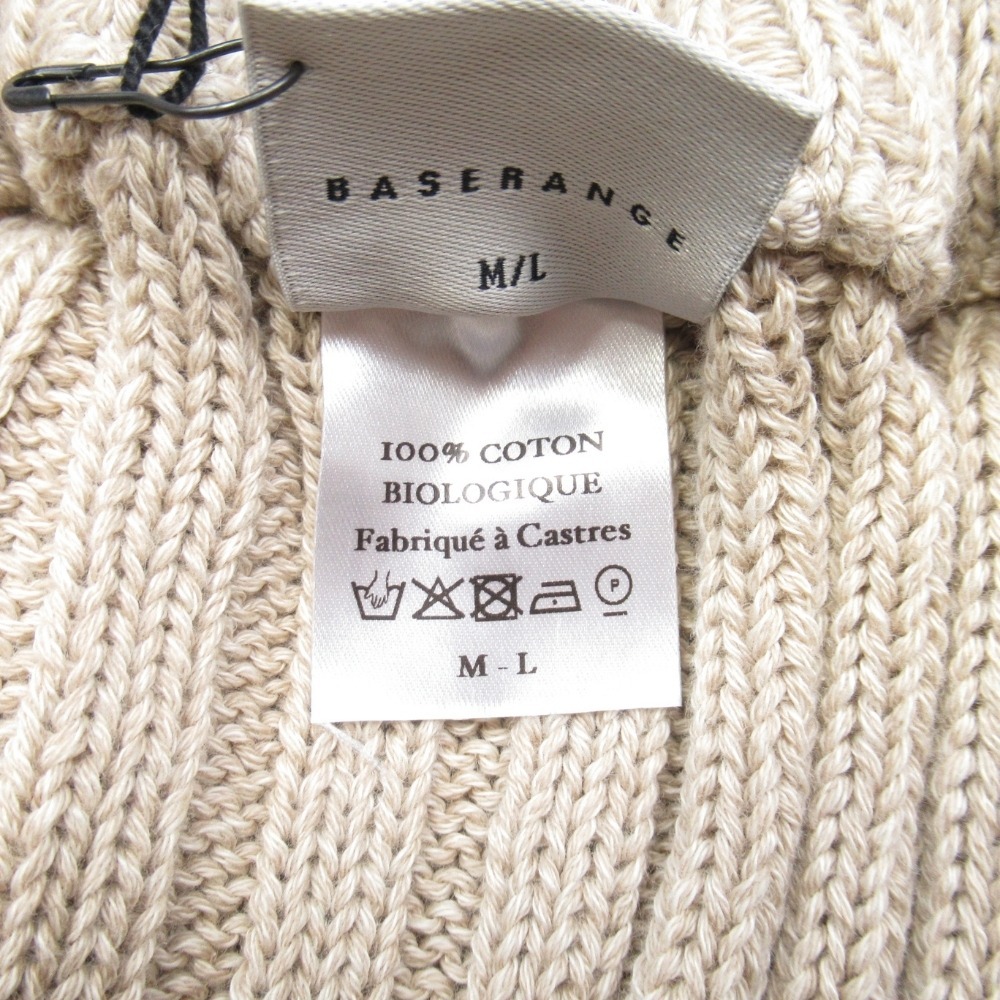 BASERANGE
M/L
100% COTON
BIOLOGIQUE
Fabriqué à Castres
P
M - L